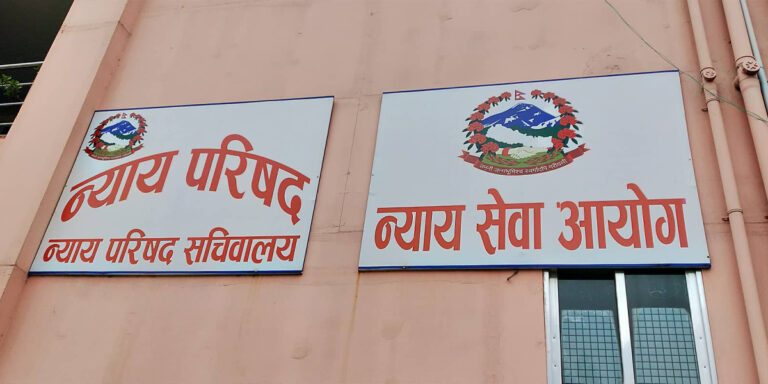 न्याय परिषद
न्याय परिषद सचिवालय
न्याय सेवा आयोग